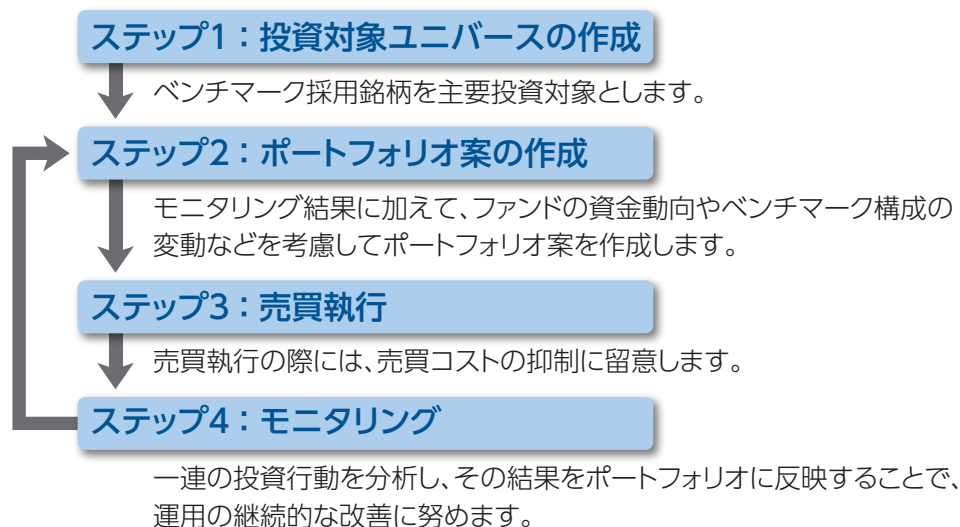 ステップ1：投資対象ユニバースの作成
ベンチマーク採用銘柄を主要投資対象とします。
ステップ2：ポートフォリオ案の作成
モニタリング結果に加えて、ファンドの資金動向やベンチマーク構成の
変動などを考慮してポートフォリオ案を作成します。
ステップ3：売買執行
売買執行の際には、売買コストの抑制に留意します。
ステップ4：モニタリング
一連の投資行動を分析し、その結果をポートフォリオに反映することで、
運用の継続的な改善に努めます。